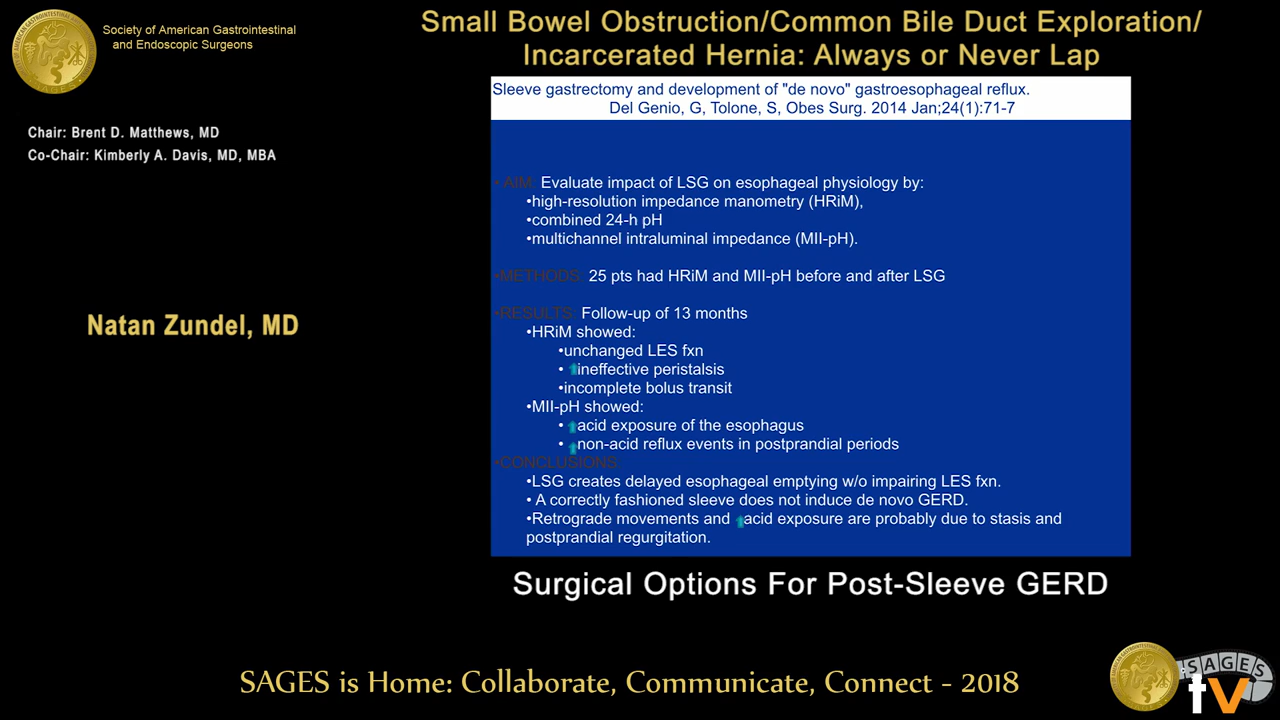 Society of American Gastrointestinal
and Endoscopic Surgeons
Small Bowel Obstruction/Common Bile Duct Exploration/
Incarcerated Hernia: Always or Never Lap
Chair: Brent D. Matthews, MD
Co-Chair: Kimberly A. Davis, MD, MBA
Natan Zundel, MD
Sleeve gastrectomy and development of "de novo" gastroesophageal reflux.
Del Genio, G, Tolone, S, Obes Surg. 2014 Jan;24(1):71-7
• AIM: Evaluate impact of LSG on esophageal physiology by:
•high-resolution impedance manometry (HRiM),
•combined 24-h pH
•multichannel intraluminal impedance (MII-pH).
•METHODS: 25 pts had HRiM and MII-pH before and after LSG
•RESULTS: Follow-up of 13 months
•HRiM showed:
•unchanged LES fxn
• ⬆ineffective peristalsis
•incomplete bolus transit
•MII-pH showed:
• ⬆acid exposure of the esophagus
• ⬆non-acid reflux events in postprandial periods
•CONCLUSIONS:
•LSG creates delayed esophageal emptying w/o impairing LES fxn.
• A correctly fashioned sleeve does not induce de novo GERD.
•Retrograde movements and ⬆acid exposure are probably due to stasis and
postprandial regurgitation.
Surgical Options For Post-Sleeve GERD
SAGES is Home: Collaborate, Communicate, Connect - 2018
SAGES
tv